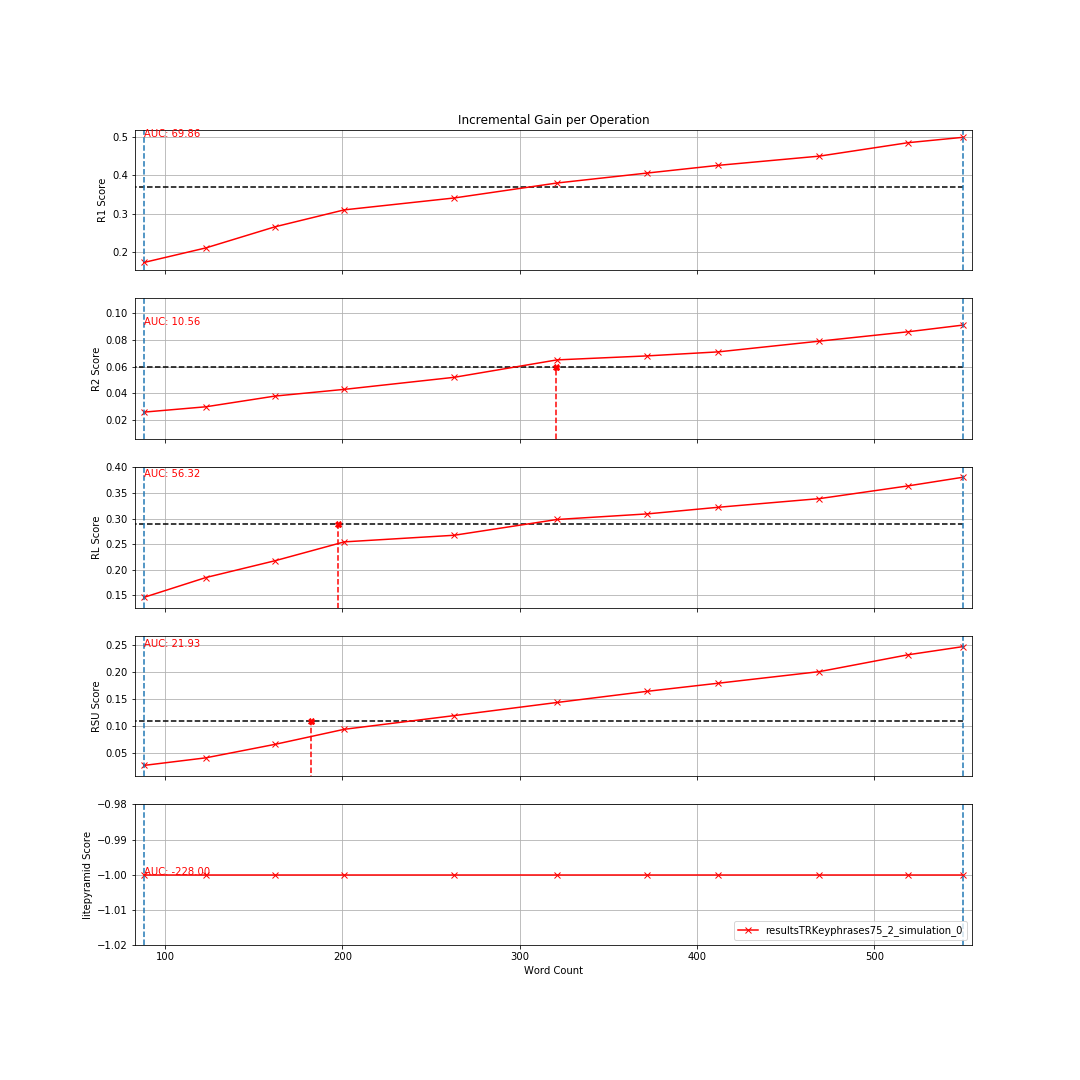 Incremental Gain per Operation
AUC: 69.86
0.5
0.4
0.3
0.2
R1 Score
AUC: 10.56
0.10
0.08
0.06
0.04
0.02
R2 Score
AUC: 56.32
0.40
0.35
0.30
0.25
0.20
0.15
RL Score
AUC: 21.93
0.25
0.20
0.15
0.10
0.05
RSU Score
−0.98
−0.99
−1.00
−1.01
−1.02
litepyramid Score
AUC: -228.00
resultsTRKeyphrases75_2_simulation_0
100 200 300 400 500
Word Count